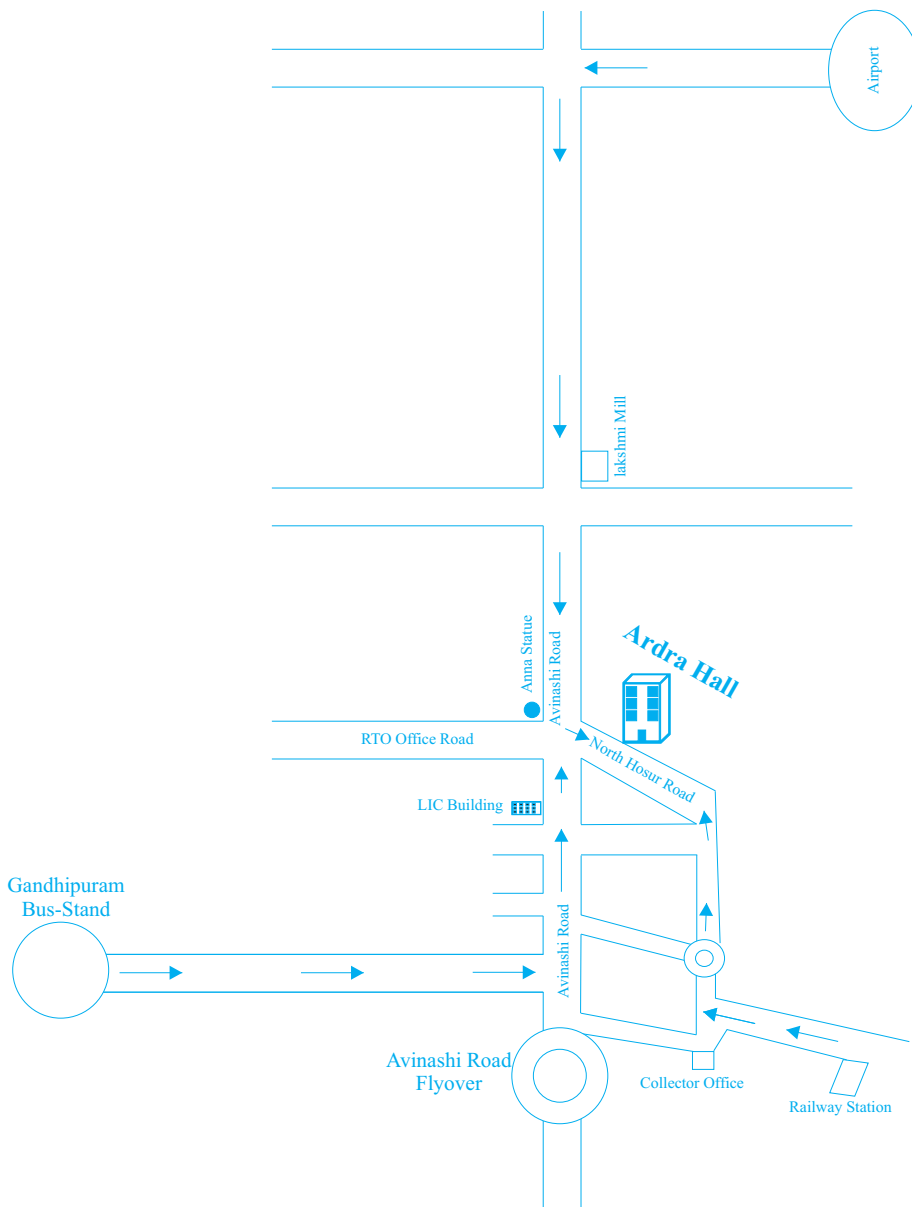 Airport
lakshmi Mill
Anna Statue
Avinashi Road
Ardra Hall
RTO Office Road
North Hosur Road
LIC Building
Gandhipuram
Bus-Stand
Avinashi Road
Avinashi Road
Flyover
Collector Office
Railway Station